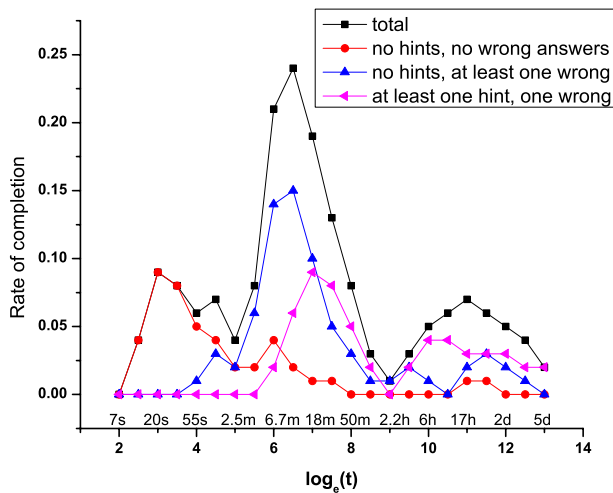 total
no hints, no wrong answers
no hints, at least one wrong
at least one hint, one wrong
0.25
0.20
0.15
0.10
0.05
0.00
Rate of completion
7s 20s 55s 2.5m 6.7m 18m 50m 2.2h 6h 17h 2d 5d
2 4 6 8 10 12 14
log_e(t)